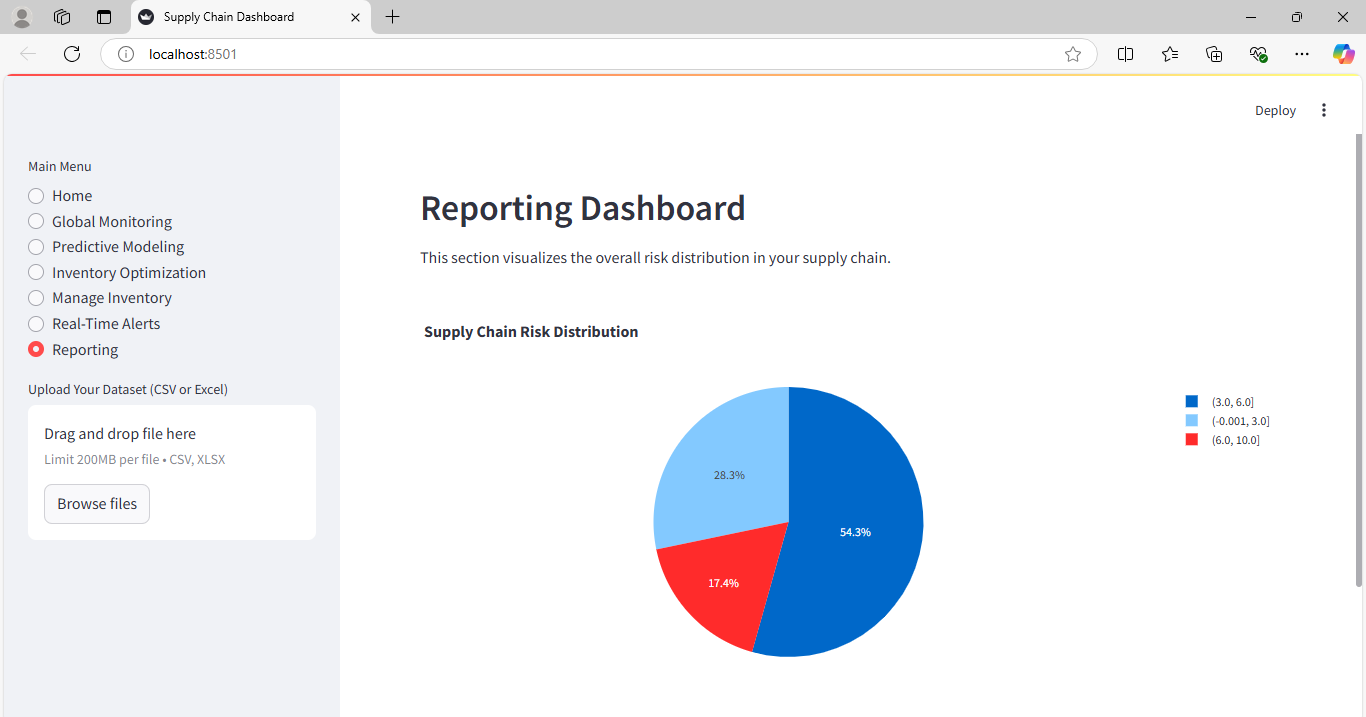 Supply Chain Dashboard
localhost:8501
Deploy
Main Menu
Home
Global Monitoring
Predictive Modeling
Inventory Optimization
Manage Inventory
Real-Time Alerts
Reporting
Upload Your Dataset (CSV or Excel)
Drag and drop file here
Limit 200MB per file • CSV, XLSX
Browse files
Reporting Dashboard
This section visualizes the overall risk distribution in your supply chain.
Supply Chain Risk Distribution
(3.0, 6.0]
(-0.001, 3.0]
(6.0, 10.0]
28.3%
54.3%
17.4%